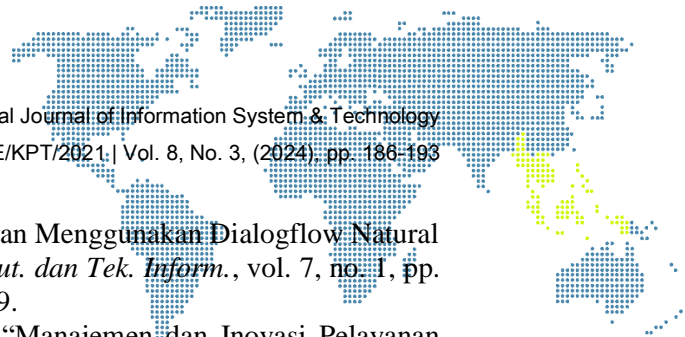 al Journal of Information System & Technology
E/KPT/2021 | Vol. 8, No. 3, (2024), pp. 186-193
an Menggunakan Dialogflow Natural
ut. dan Tek. Inform., vol. 7, no. 1, pp.
9.
"Manajemen dan Inovasi Pelayanan